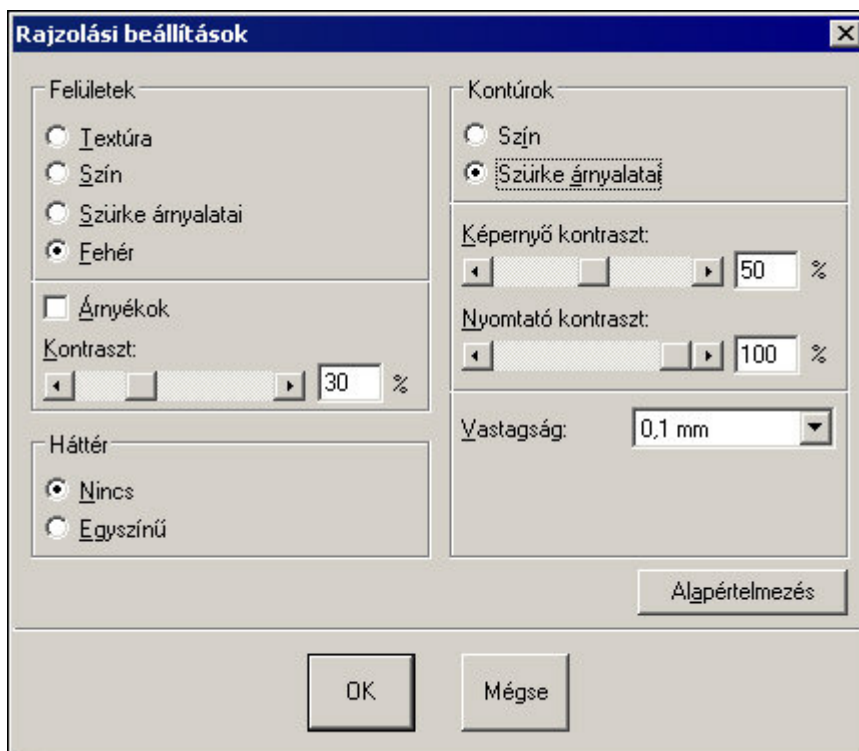 Rajzolási beállítások
Felületek
Textúra
Szín
Szürke árnyalatai
Fehér
Árnyékok
Kontraszt:
30 %
Háttér
Nincs
Egyszínű
Kontúrok
Szín
Szürke árnyalatai
Képernyő kontraszt:
50 %
Nyomtató kontraszt:
100 %
Vastagság: 0,1 mm
Alapértelmezés
OK Mégse